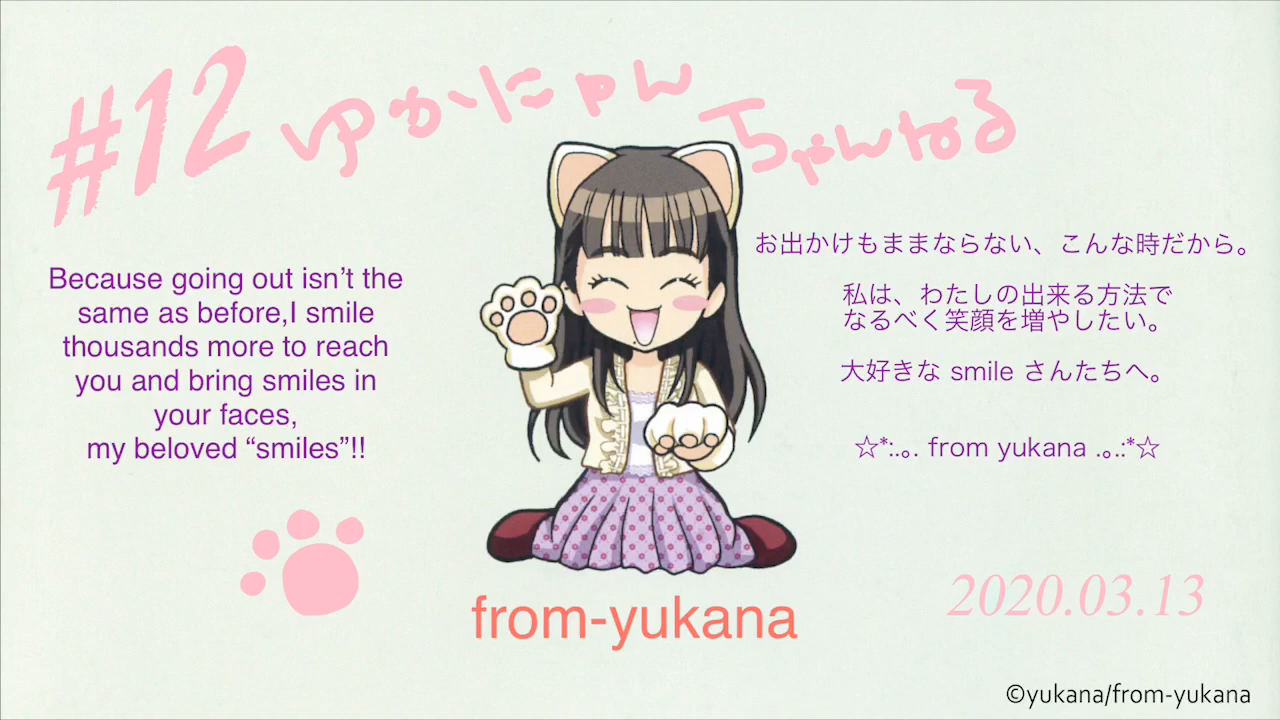 #12 ゆかにゃん
ちゃんねる
Because going out isn’t the
same as before,I smile
thousands more to reach
you and bring smiles in
your faces,
my beloved “smiles”!!
お出かけもままならない、こんな時だから。
私は、わたしの出来る方法で
なるべく笑顔を増やしたい。
大好きな smile さんたちへ。
☆*:.｡. from yukana .｡.:*☆
from-yukana
2020.03.13
©yukana/from-yukana